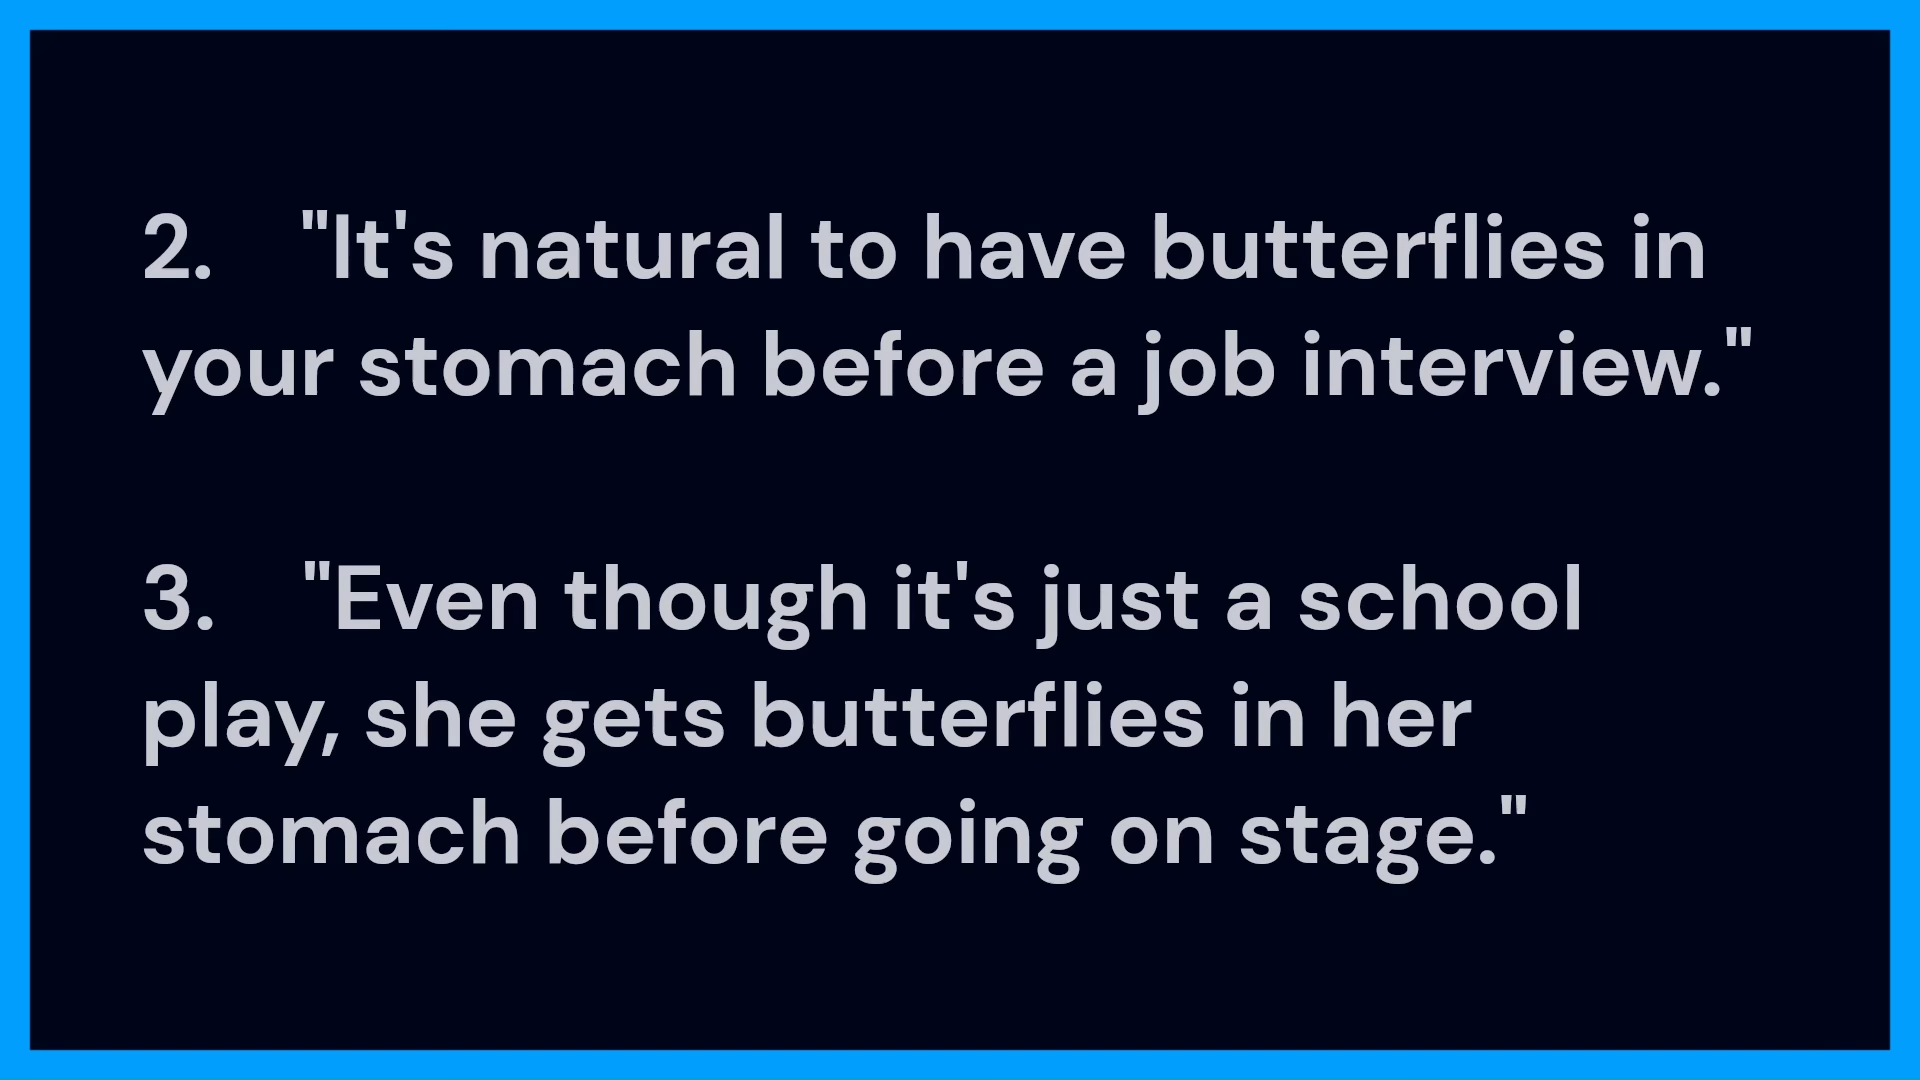 2. "It's natural to have butterflies in
your stomach before a job interview."
3. "Even though it's just a school
play, she gets butterflies in her
stomach before going on stage."